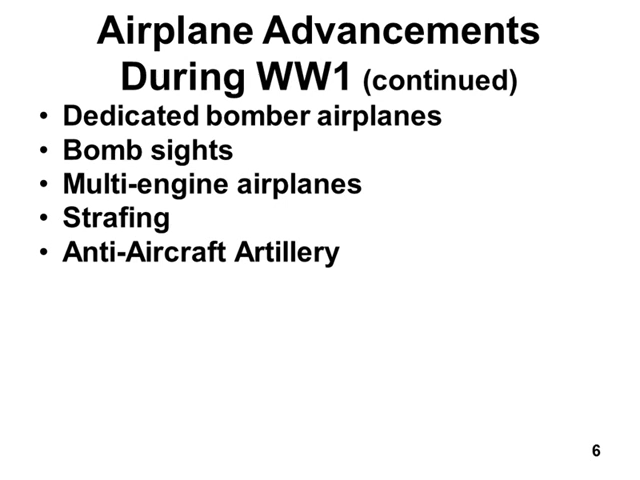 Airplane Advancements
During WW1 (continued)
• Dedicated bomber airplanes
• Bomb sights
• Multi-engine airplanes
• Strafing
• Anti-Aircraft Artillery
6